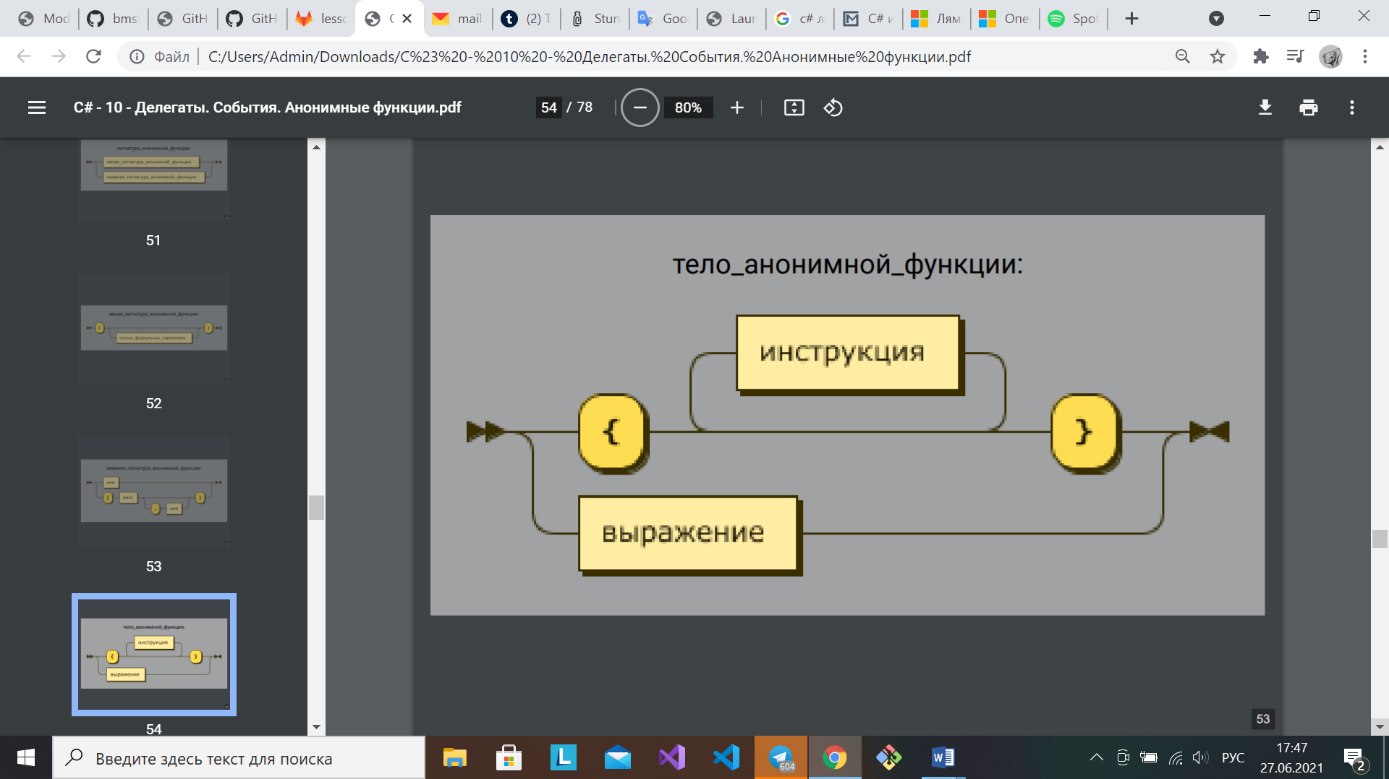 Mod
bms
GitH
GitH
less
C
mail
(2) T
Stun
Goo
Laur
c# л
C# и
Лям
One
Spot
Файл
C:/Users/Admin/Downloads/C%23%20-%2010%20-%20Делегаты.%20События.%20Анонимные%20функции.pdf
C# - 10 - Делегаты. События. Анонимные функции.pdf
54 / 78
80%
51
52
53
тело_анонимной_функции:
инструкция
{
}
выражение
54
тело_анонимной_функции:
инструкция
{
}
выражение
53
Введите здесь текст для поиска
604
РУС
17:47
27.06.2021
2